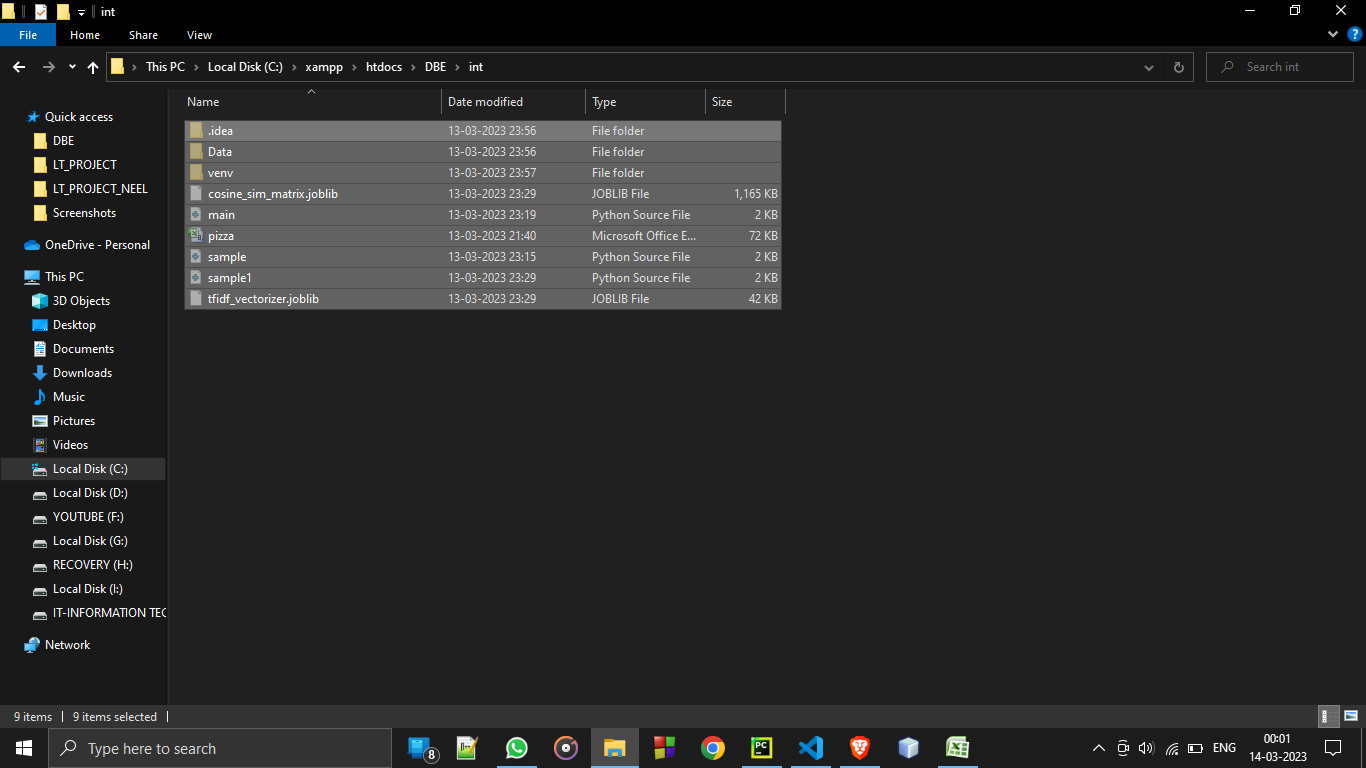 int
File Home Share View
This PC Local Disk (C:) xampp htdocs DBE int
Search int
Name Date modified Type Size
Quick access
DBE
LT_PROJECT
LT_PROJECT_NEEL
Screenshots
OneDrive - Personal
This PC
3D Objects
Desktop
Documents
Downloads
Music
Pictures
Videos
Local Disk (C:)
Local Disk (D:)
YOUTUBE (F:)
Local Disk (G:)
RECOVERY (H:)
Local Disk (I:)
IT-INFORMATION TEC
Network
.idea 13-03-2023 23:56 File folder
Data 13-03-2023 23:56 File folder
venv 13-03-2023 23:57 File folder
cosine_sim_matrix.joblib 13-03-2023 23:29 JOBLIB File 1,165 KB
main 13-03-2023 23:19 Python Source File 2 KB
pizza 13-03-2023 21:40 Microsoft Office E... 72 KB
sample 13-03-2023 23:15 Python Source File 2 KB
sample1 13-03-2023 23:29 Python Source File 2 KB
tfidf_vectorizer.joblib 13-03-2023 23:29 JOBLIB File 42 KB
9 items 9 items selected
Type here to search
8
PC
ENG
00:01
14-03-2023